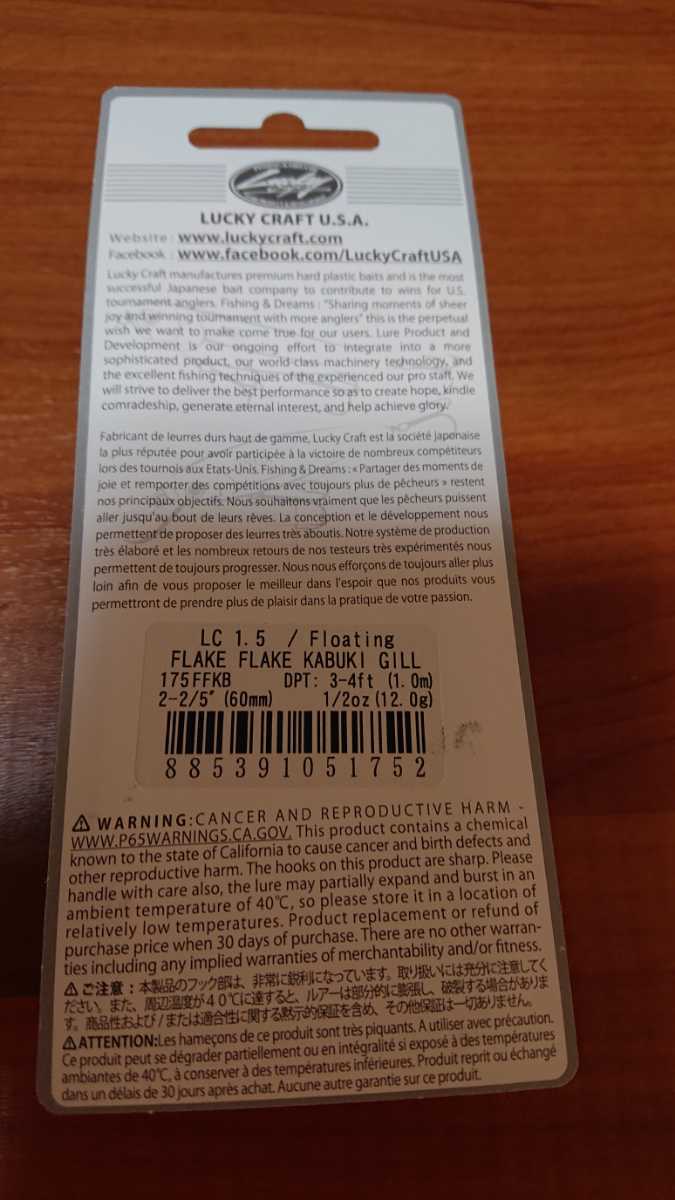 Lucky
LUCKY CRAFT U.S.A.
Website : www.luckycraft.com
Facebook : www.facebook.com/LuckyCraftUSA
Lucky Craft manufactures premium hard plastic baits and is the most
successful Japanese bait company to contribute to wins for U.S.
tournament anglers. Fishing & Dreams : "Sharing moments of sheer
joy and winning tournament with more anglers" this is the perpetual
wish we want to make come true for our users. Lure Product and
Development is our ongoing effort to integrate into a more
sophisticated product, our world-class machinery technology, and
the excellent fishing techniques of the experienced our pro staff. We
will strive to deliver the best performance so as to create hope, kindle
comradeship, generate eternal interest, and help achieve glory.
Fabricant de leurres durs haut de gamme, Lucky Craft est la société japonaise
la plus réputée pour avoir participée à la victoire de nombreux compétiteurs
lors des tournois aux Etats-Unis. Fishing & Dreams : « Partager des moments de
joie et remporter des compétitions avec toujours plus de pêcheurs » restent
nos principaux objectifs. Nous souhaitons vraiment que les pêcheurs puissent
aller jusqu'au bout de leurs rêves. La conception et le développement nous
permettent de proposer des leurres très aboutis. Notre système de production
très élaboré et les nombreux retours de nos testeurs très expérimentés nous
permettent de toujours progresser. Nous nous efforçons de toujours aller plus
loin afin de vous proposer le meilleur dans l'espoir que nos produits vous
permettront de prendre plus de plaisir dans la pratique de votre passion.
LC 1.5 / Floating
FLAKE FLAKE KABUKI GILL
175FFKB DPT: 3-4ft (1.0m)
2-2/5" (60mm) 1/2oz (12.0g)
885391051752
⚠ WARNING:CANCER AND REPRODUCTIVE HARM -
WWW.P65WARNINGS.CA.GOV. This product contains a chemical
known to the state of California to cause cancer and birth defects and
other reproductive harm. The hooks on this product are sharp. Please
handle with care also, the lure may partially expand and burst in an
ambient temperature of 40℃, so please store it in a location of
relatively low temperatures. Product replacement or refund of
purchase price when 30 days of purchase. There are no other warran-
ties including any implied warranties of merchantability and/or fitness.
⚠ご注意：本製品のフック部は、非常に鋭利になっています。取り扱いには充分に注意してく
ださい。また、周辺温度が４０℃に達すると、ルアーは部分的に膨張し、破裂する場合がありま
す。商品性および/または適合性に関する黙示的保証を含め、その他保証は一切ありません。
⚠ATTENTION:Les hameçons de ce produit sont très piquants. A utiliser avec précaution.
Ce produit peut se dégrader partiellement ou en intégralité si exposé à des températures
ambiantes de 40℃, à conserver à des températures inférieures. Produit reprit ou échangé
dans un délais de 30 jours après achat. Aucune autre garantie sur ce produit.